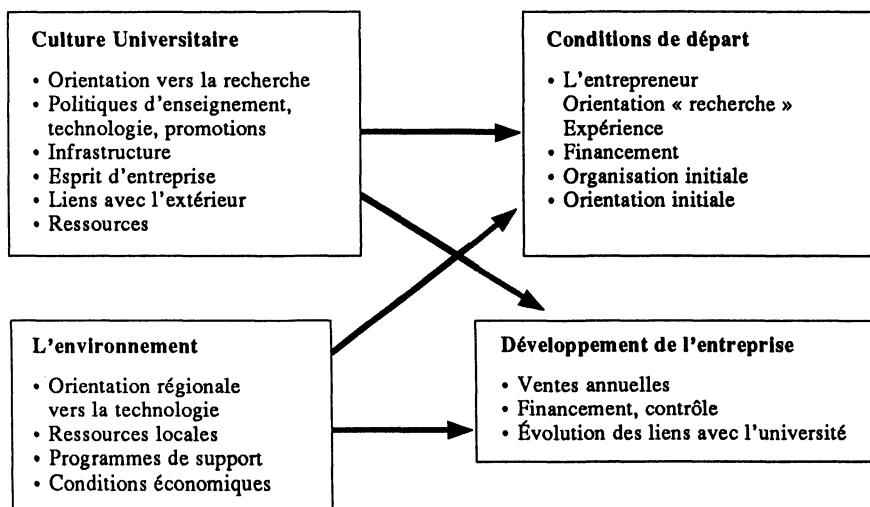 Culture Universitaire
• Orientation vers la recherche
• Politiques d'enseignement,
technologie, promotions
• Infrastructure
• Esprit d'entreprise
• Liens avec l'extérieur
• Ressources
Conditions de départ
• L'entrepreneur
Orientation « recherche »
Expérience
• Financement
• Organisation initiale
• Orientation initiale
L'environnement
• Orientation régionale
vers la technologie
• Ressources locales
• Programmes de support
• Conditions économiques
Développement de l'entreprise
• Ventes annuelles
• Financement, contrôle
• Évolution des liens avec l'université